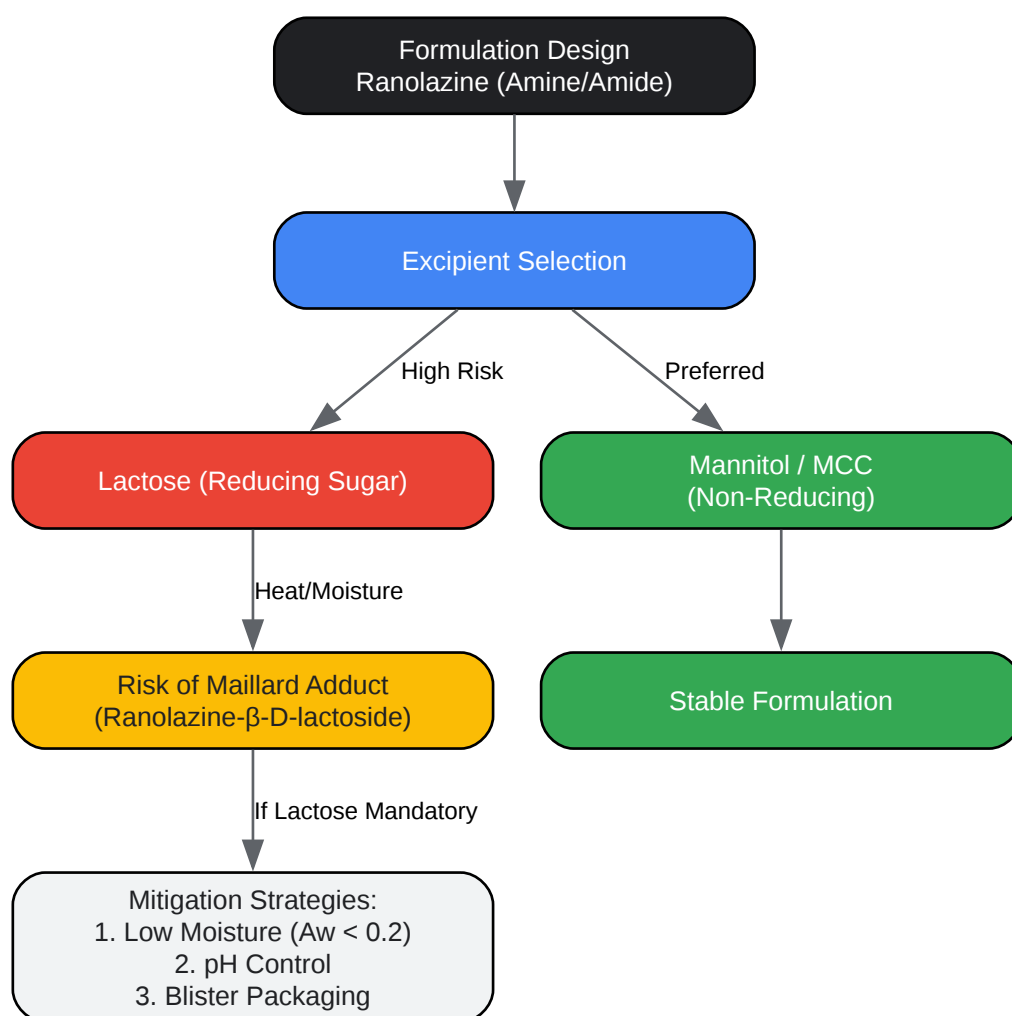 Formulation Design
Ranolazine (Amine/Amide)
Excipient Selection
High Risk
Preferred
Lactose (Reducing Sugar)
Mannitol / MCC
(Non-Reducing)
Heat/Moisture
Risk of Maillard Adduct
(Ranolazine-β-D-lactoside)
Stable Formulation
If Lactose Mandatory
Mitigation Strategies:
1. Low Moisture (Aw < 0.2)
2. pH Control
3. Blister Packaging